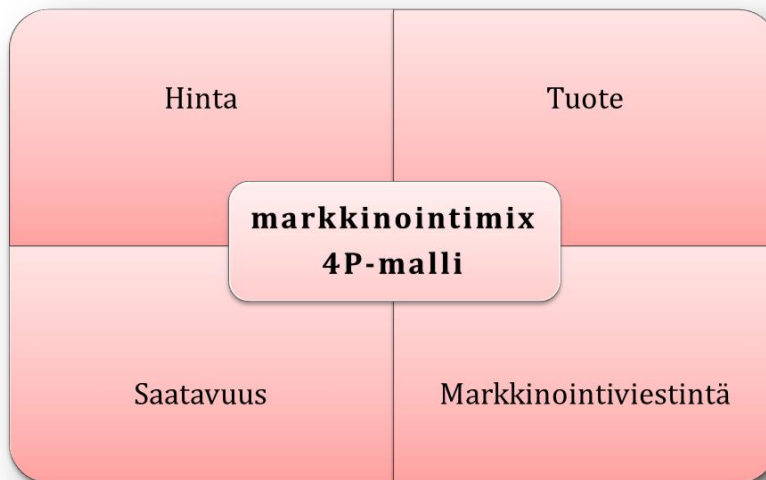 Hinta
Tuote
markkinointimix
4P-malli
Saatavuus
Markkinointiviestintä